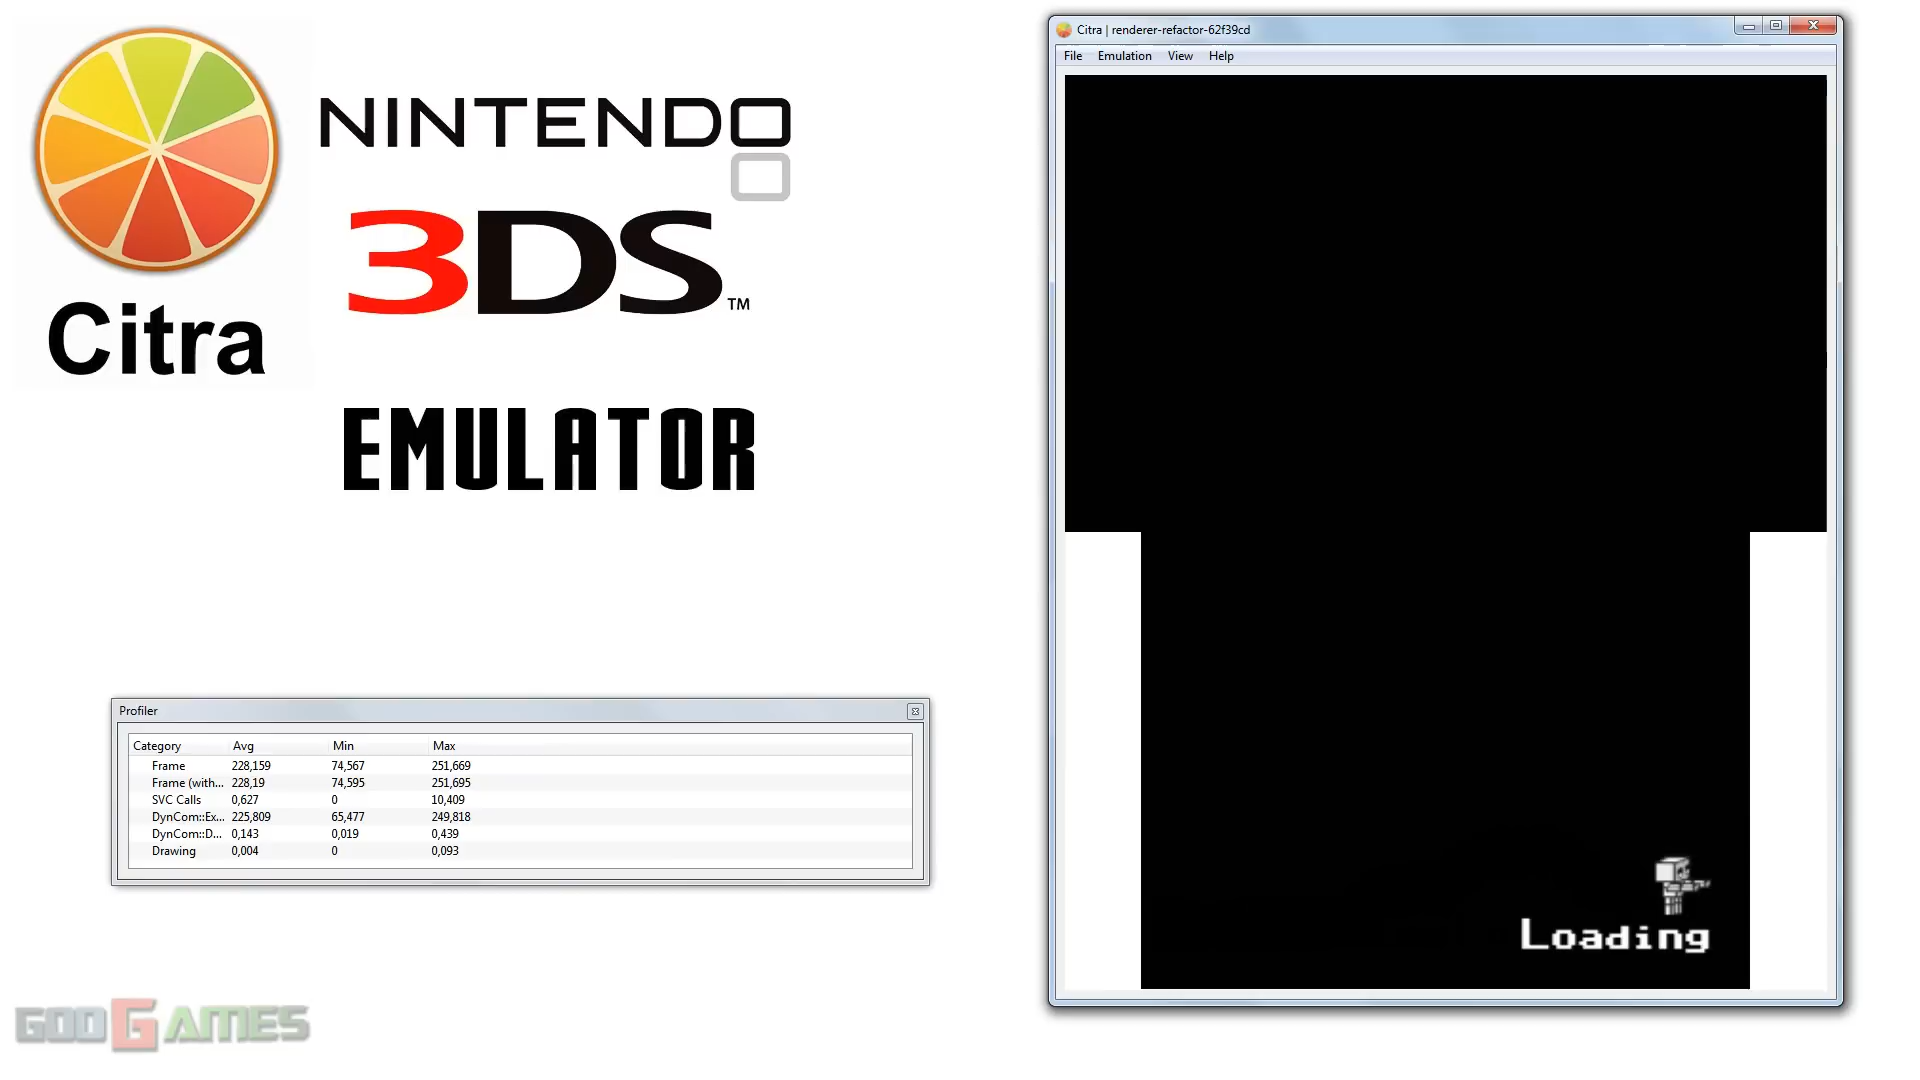 Citra
NINTENDO
3DS™
EMULATOR
Citra | renderer-refactor-62f39cd
File Emulation View Help
Loading
Profiler
Category Avg Min Max
Frame 228,159 74,567 251,669
Frame (with... 228,19 74,595 251,695
SVC Calls 0,627 0 10,409
DynCom::Ex... 225,809 65,477 249,818
DynCom::D... 0,143 0,019 0,439
Drawing 0,004 0 0,093
GOOGAMES